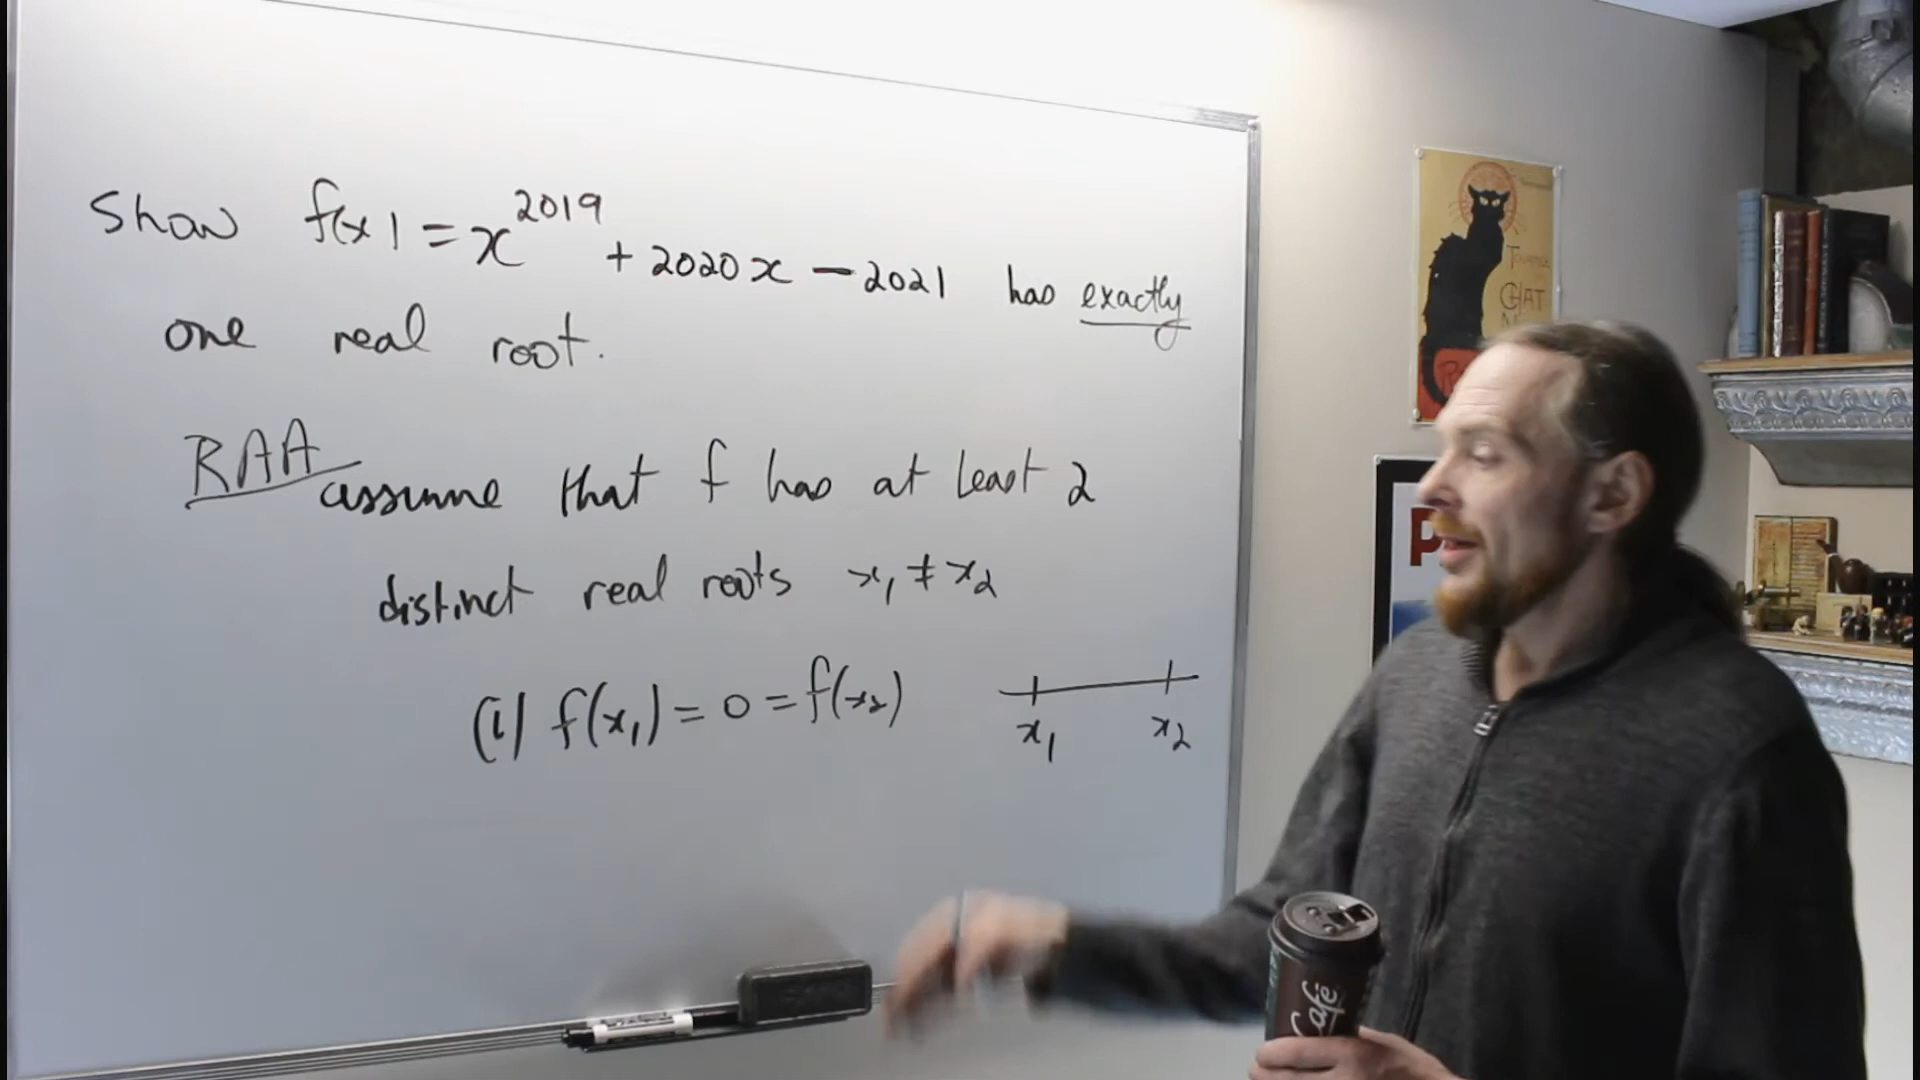 Show f(x) = x^2019 + 2020x - 2021 has exactly
one real root.
RAA assume that f has at least 2
distinct real roots x₁ ≠ x₂
(i) f(x₁) = 0 = f(x₂)
x₁ x₂
CHAT
P
Café